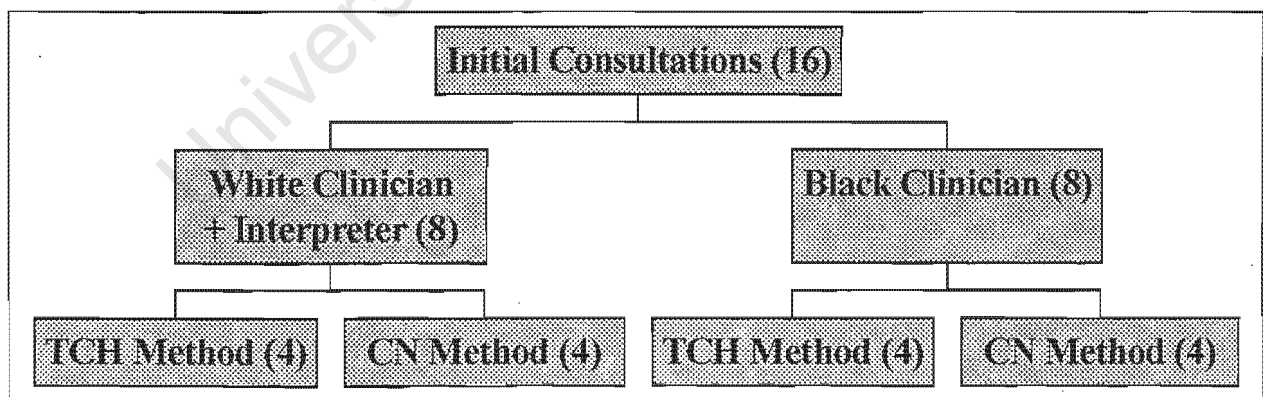 Univers
Initial Consultations (16)
White Clinician
+ Interpreter (8)
Black Clinician (8)
TCH Method (4)
CN Method (4)
TCH Method (4)
CN Method (4)